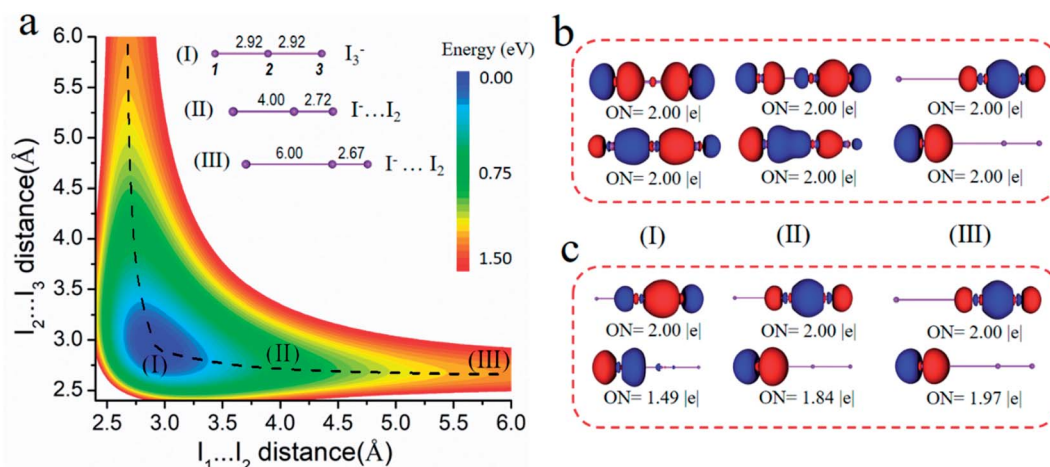 a
6.0
5.5
5.0
4.5
4.0
3.5
3.0
2.5
2.5 3.0 3.5 4.0 4.5 5.0 5.5 6.0
I₂...I₃ distance(Å)
I₁...I₂ distance(Å)
(I) 2.92 2.92 I₃⁻
1 2 3
(II) 4.00 2.72 I⁻...I₂
(III) 6.00 2.67 I⁻ ... I₂
Energy (eV)
0.00
0.75
1.50
(I)
(II)
(III)
b
ON= 2.00 |e| ON= 2.00 |e| ON= 2.00 |e|
ON= 2.00 |e| ON= 2.00 |e| ON= 2.00 |e|
(I) (II) (III)
c
ON= 2.00 |e| ON= 2.00 |e| ON= 2.00 |e|
ON= 1.49 |e| ON= 1.84 |e| ON= 1.97 |e|